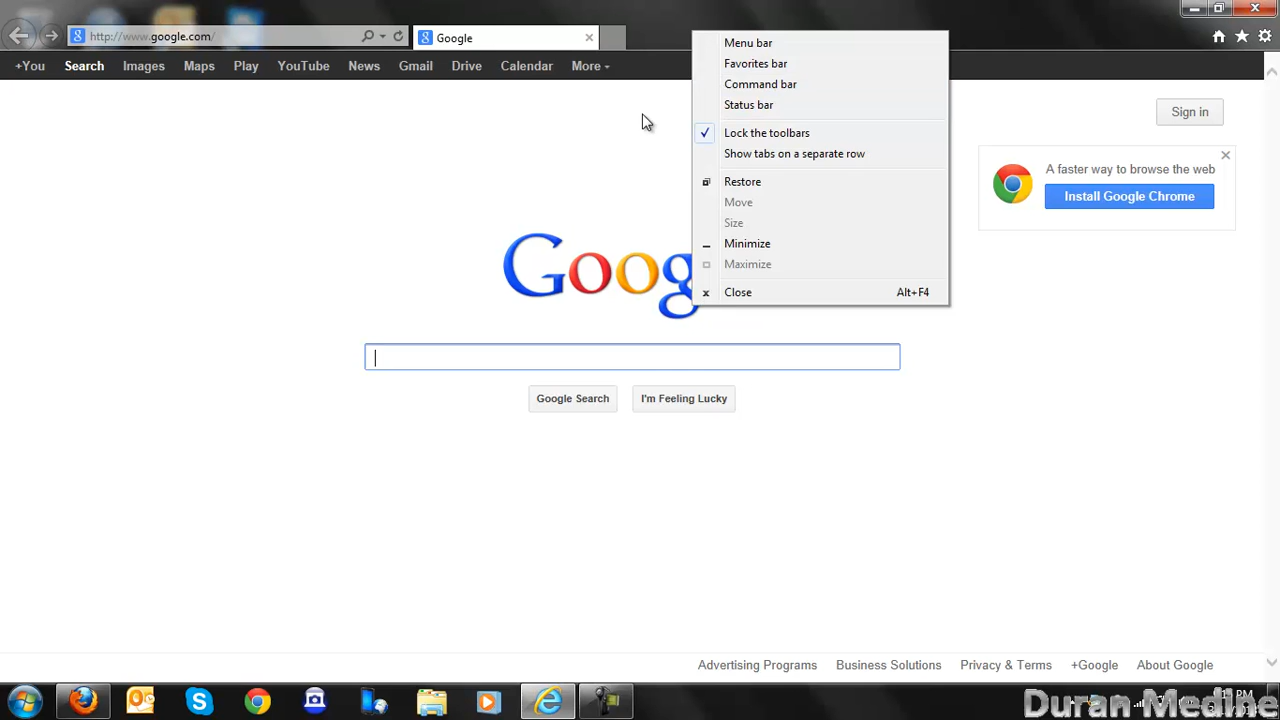 http://www.google.com/
Google
+You Search Images Maps Play YouTube News Gmail Drive Calendar More
Menu bar
Favorites bar
Command bar
Status bar
Lock the toolbars
Show tabs on a separate row
Restore
Move
Size
Minimize
Maximize
Close Alt+F4
Sign in
A faster way to browse the web
Install Google Chrome
Goog
Google Search I'm Feeling Lucky
Advertising Programs Business Solutions Privacy & Terms +Google About Google
PM
Duran Medine